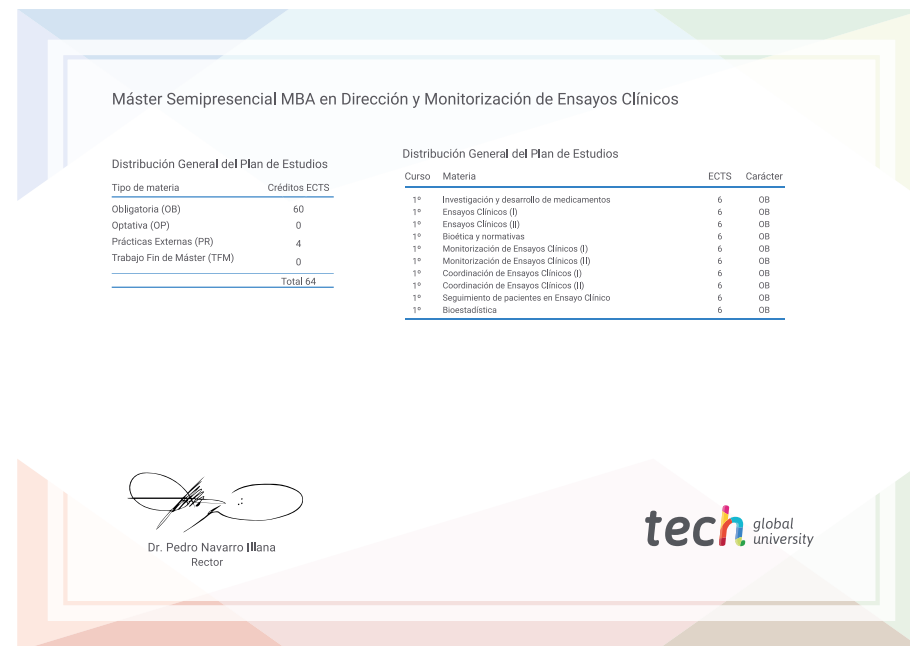 Máster Semipresencial MBA en Dirección y Monitorización de Ensayos Clínicos
Distribución General del Plan de Estudios
Tipo de materia Créditos ECTS
Obligatoria (OB) 60
Optativa (OP) 0
Prácticas Externas (PR) 4
Trabajo Fin de Máster (TFM) 0
Total 64
Distribución General del Plan de Estudios
Curso Materia ECTS Carácter
1º Investigación y desarrollo de medicamentos 6 OB
1º Ensayos Clínicos (I) 6 OB
1º Ensayos Clínicos (II) 6 OB
1º Bioética y normativas 6 OB
1º Monitorización de Ensayos Clínicos (I) 6 OB
1º Monitorización de Ensayos Clínicos (II) 6 OB
1º Coordinación de Ensayos Clínicos (I) 6 OB
1º Coordinación de Ensayos Clínicos (II) 6 OB
1º Seguimiento de pacientes en Ensayo Clínico 6 OB
1º Bioestadística 6 OB
Dr. Pedro Navarro Illana
Rector
tech global
university